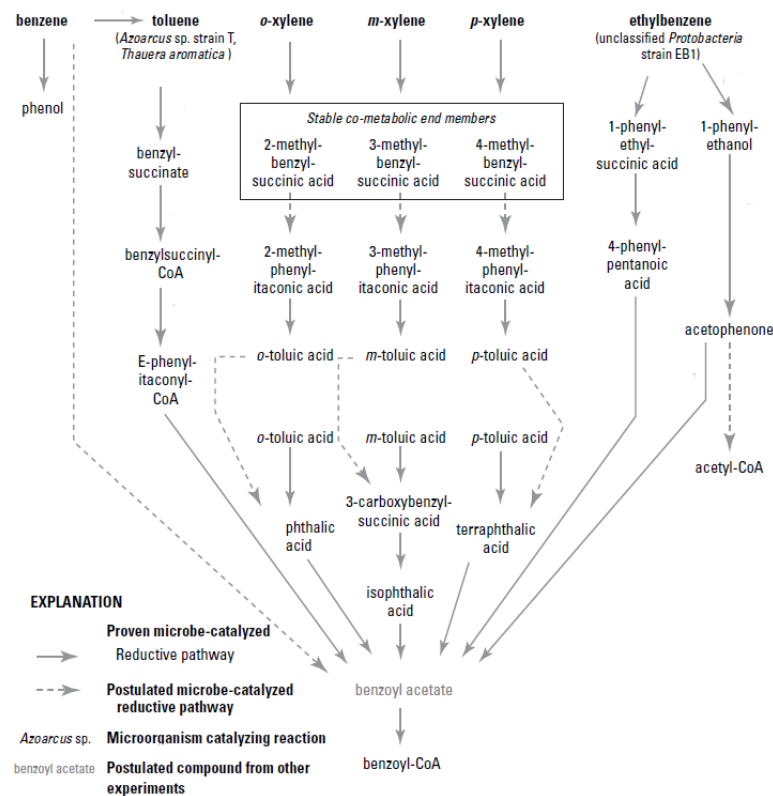 benzene
toluene
(Azoarcus sp. strain T,
Thauera aromatica )
o-xylene
m-xylene
p-xylene
ethylbenzene
(unclassified Protobacteria
strain EB1)
phenol
Stable co-metabolic end members
benzyl-
succinate
2-methyl-
benzyl-
succinic acid
3-methyl-
benzyl-
succinic acid
4-methyl-
benzyl-
succinic acid
1-phenyl-
ethyl-
succinic acid
1-phenyl-
ethanol
benzylsuccinyl-
CoA
2-methyl-
phenyl-
itaconic acid
3-methyl-
phenyl-
itaconic acid
4-methyl-
phenyl-
itaconic acid
4-phenyl-
pentanoic
acid
acetophenone
E-phenyl-
itaconyl-
CoA
o-toluic acid
m-toluic acid
p-toluic acid
o-toluic acid
m-toluic acid
p-toluic acid
acetyl-CoA
phthalic
acid
3-carboxybenzyl-
succinic acid
terraphthalic
acid
isophthalic
acid
benzoyl acetate
benzoyl-CoA
EXPLANATION
Proven microbe-catalyzed
Reductive pathway
Postulated microbe-catalyzed
reductive pathway
Azoarcus sp. Microorganism catalyzing reaction
benzoyl acetate Postulated compound from other
experiments